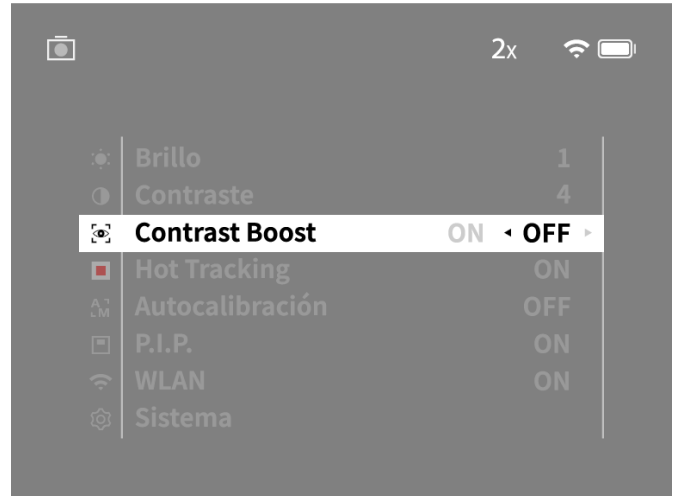 2x
Brillo 1
Contraste 4
Contrast Boost ON OFF
Hot Tracking ON
Autocalibración OFF
P.I.P. ON
WLAN ON
Sistema